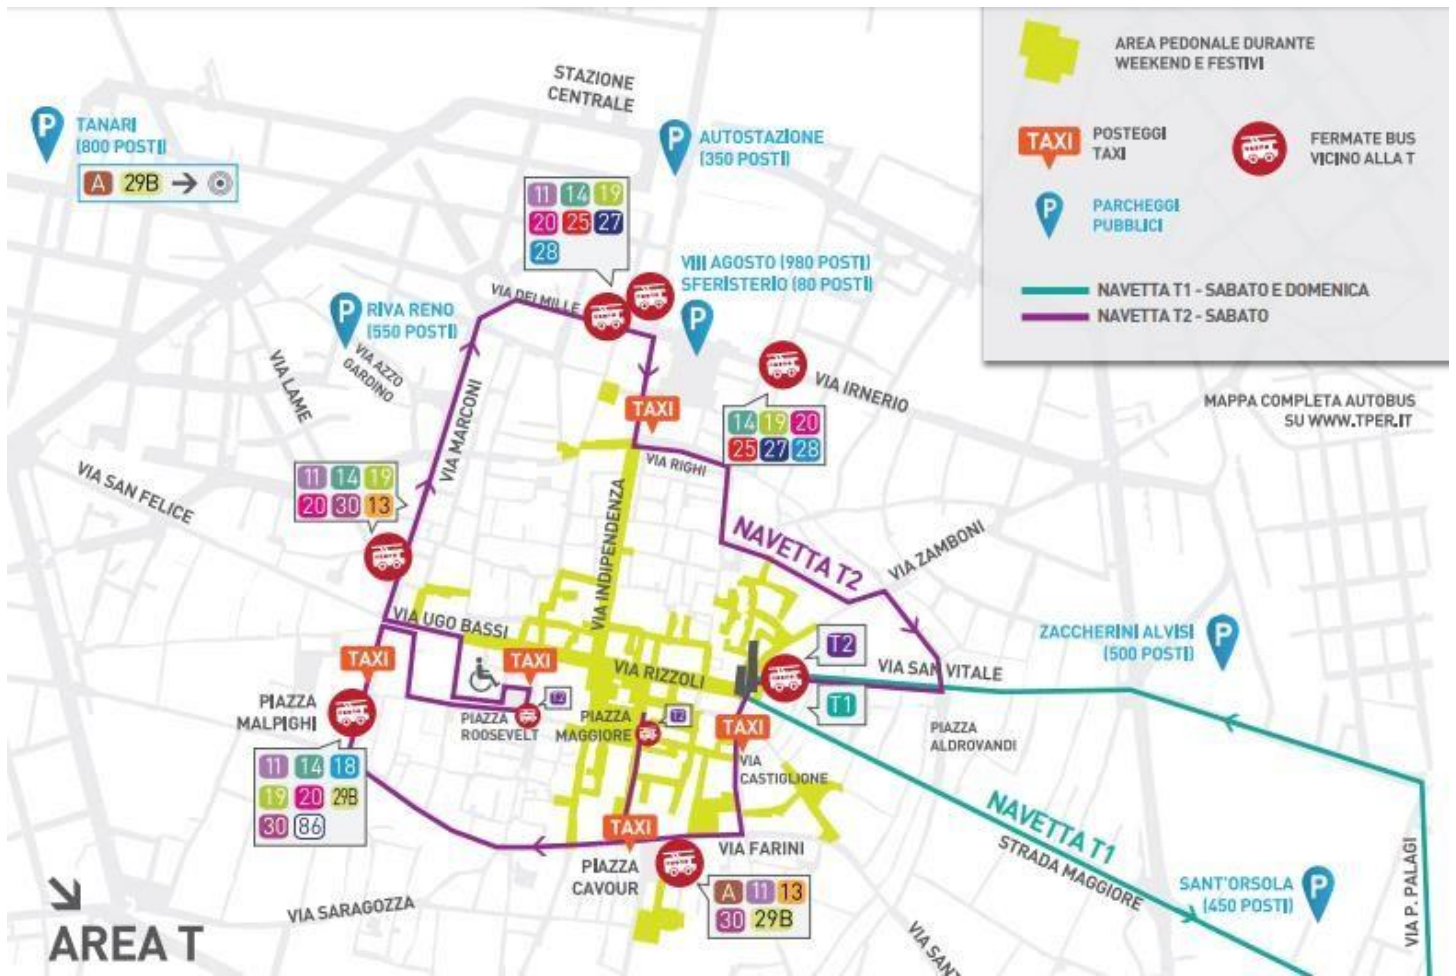 AREA PEDONALE DURANTE
WEEKEND E FESTIVI
TAXI
POSTEGGI
TAXI
FERMATE BUS
VICINO ALLA T
P
PARCHEGGI
PUBBLICI
NAVETTA T1 - SABATO E DOMENICA
NAVETTA T2 - SABATO
MAPPA COMPLETA AUTOBUS
SU WWW.TPER.IT
STAZIONE
CENTRALE
P
TANARI
(800 POSTI)
A 29B →
P
AUTOSTAZIONE
(350 POSTI)
11 14 19
20 25 27
28
VIII AGOSTO (980 POSTI)
SFERISTERIO (80 POSTI)
P
VIA DEI MILLE
P
RIVA RENO
(550 POSTI)
VIA AZZO
GARDINO
VIA LAME
VIA MARCONI
VIA IRNERIO
TAXI
14 19 20
25 27 28
VIA RIGHI
VIA SAN FELICE
11 14 19
20 30 13
VIA INDIPENDENZA
NAVETTA T2
VIA ZAMBONI
VIA UGO BASSI
ZACCHERINI ALVISI
(500 POSTI)
P
T2
TAXI
TAXI
VIA RIZZOLI
VIA SAN VITALE
T1
PIAZZA
MALPIGHI
T2
PIAZZA
ROOSEVELT
PIAZZA
MAGGIORE
T2
TAXI
PIAZZA
ALDROVANDI
VIA
CASTIGLIONE
11 14 18
19 20 29B
30 86
NAVETTA T1
STRADA MAGGIORE
TAXI
VIA FARINI
PIAZZA
CAVOUR
A 11 13
30 29B
SANT'ORSOLA
(450 POSTI)
P
VIA P. PALAGI
VIA SARAGOZZA
VIA SANT
AREA T